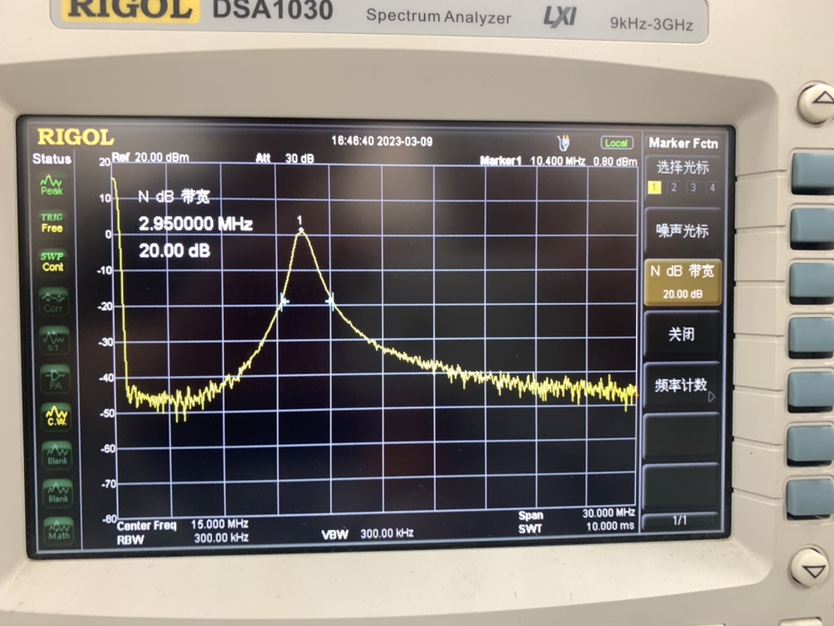 RIGOL DSA1030 Spectrum Analyzer LXI 9kHz-3GHz
RIGOL 16:46:40 2023-03-09 Local Marker Fctn
Status Ref 20.00 dBm Att 30 dB Marker1 10.400 MHz 0.80 dBm
选择光标
1 2 3 4
Peak
TRIG
Free
SWP
Cont
Corr
S.T.
PA
C.W.
Blank
Blank
Math
20
10
0
-10
-20
-30
-40
-50
-60
-70
-80
N dB 带宽
2.950000 MHz
20.00 dB
1
噪声光标
N dB 带宽
20.00 dB
关闭
频率计数
1/1
Center Freq 15.000 MHz Span 30.000 MHz
RBW 300.00 kHz VBW 300.00 kHz SWT 10.000 ms